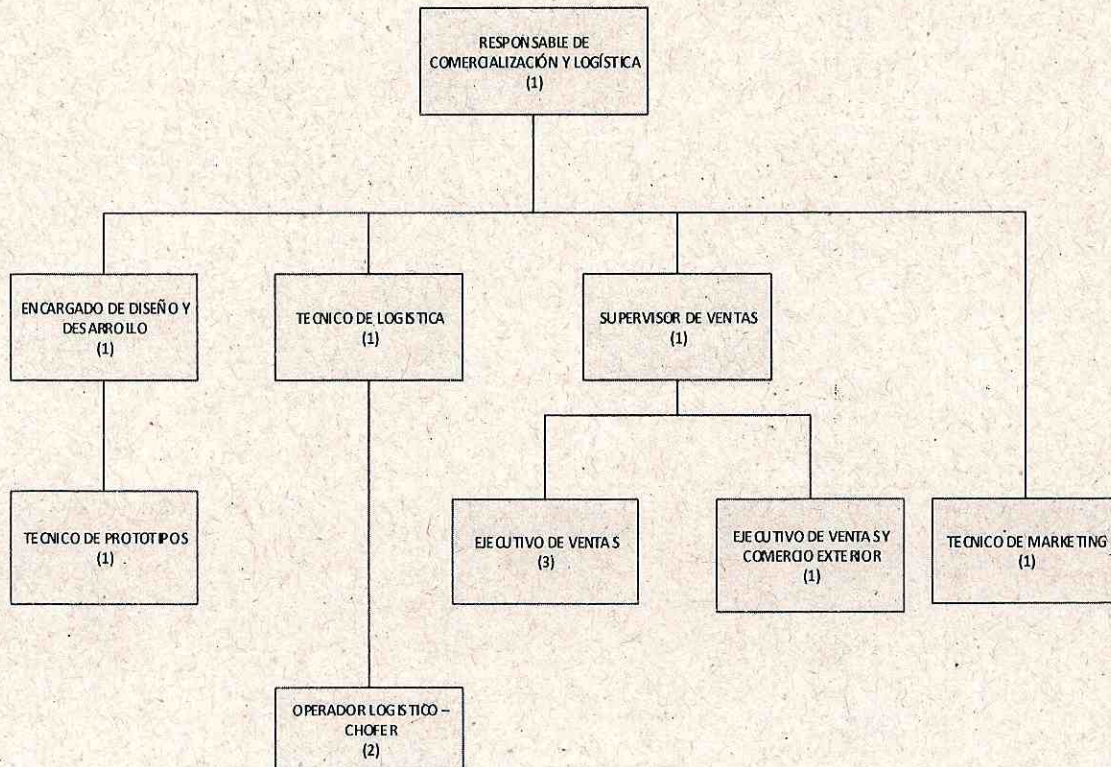 RESPONSABLE DE
COMERCIALIZACIÓN Y LOGÍSTICA
(1)
ENCARGADO DE DISEÑO Y
DESARROLLO
(1)
TECNICO DE LOGISTICA
(1)
SUPERVISOR DE VENTAS
(1)
TECNICO DE PROTOTIPOS
(1)
EJECUTIVO DE VENTAS
(3)
EJECUTIVO DE VENTAS Y
COMERCIO EXTERIOR
(1)
TECNICO DE MARKETING
(1)
OPERADOR LOGISTICO –
CHOFER
(2)